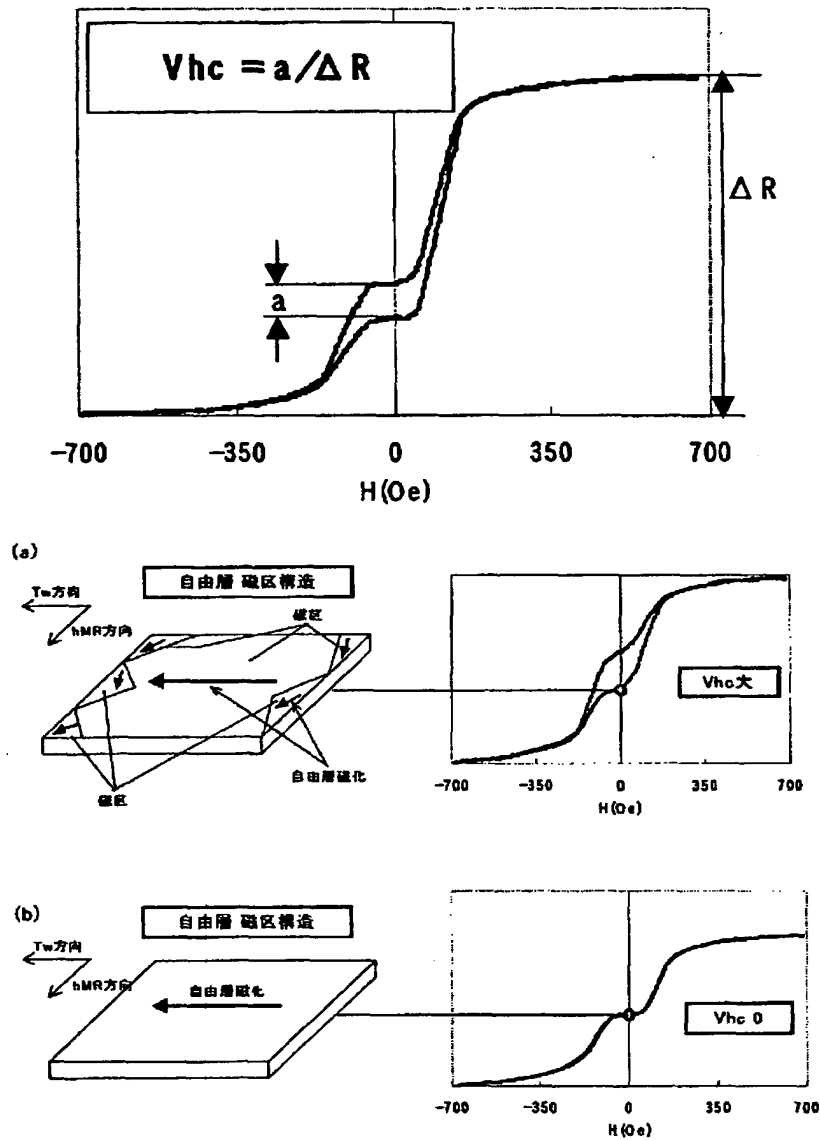 Vhc = a/ΔR
ΔR
a
-700 -350 0 350 700
H(Oe)
(a)
自由層 磁区構造
Tw方向
hMR方向
磁区
自由層磁化
磁区
Vhc大
-700 -350 0 350 700
H(Oe)
(b)
自由層 磁区構造
Tw方向
hMR方向
自由層磁化
Vhc 0
-700 -350 0 350 700
H(Oe)